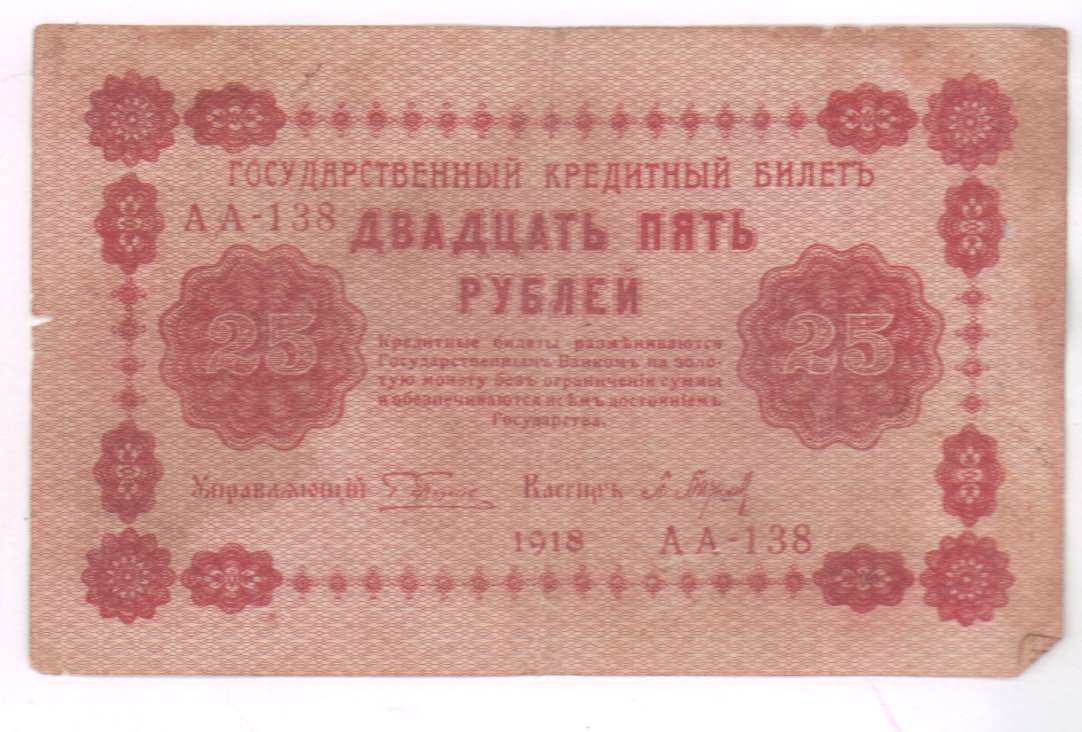 ГОСУДАРСТВЕННЫЙ КРЕДИТНЫЙ БИЛЕТЪ
АА-138
ДВАДЦАТЬ ПЯТЬ
РУБЛЕЙ
25
25
Кредитные билеты размѣниваются
Государственнымъ Банкомъ на золо-
тую монету безъ ограниченія суммы
и обезпечиваются всѣмъ достояніемъ
Государства.
Управляющій
Кассиръ
1918
АА-138